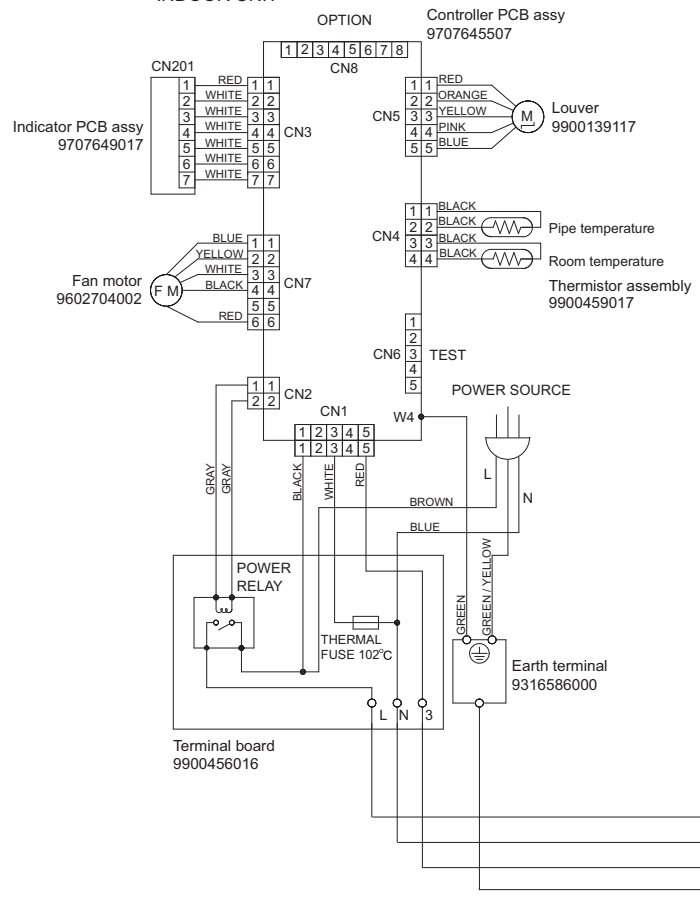 INDOOR UNIT
OPTION
Controller PCB assy
9707645507
1 2 3 4 5 6 7 8
CN8
CN201
Indicator PCB assy
9707649017
1 RED 1 1
2 WHITE 2 2
3 WHITE 3 3
4 WHITE 4 4
5 WHITE 5 5
6 WHITE 6 6
7 WHITE 7 7
CN3
CN5
1 1 RED
2 2 ORANGE
3 3 YELLOW
4 4 PINK
5 5 BLUE
M
Louver
9900139117
CN4
1 1 BLACK
2 2 BLACK
3 3 BLACK
4 4 BLACK
Pipe temperature
Room temperature
Thermistor assembly
9900459017
Fan motor
9602704002
F M
BLUE 1 1
YELLOW 2 2
WHITE 3 3
BLACK 4 4
5 5
RED 6 6
CN7
CN6
1
2
3
4
5
TEST
1 1
2 2
CN2
CN1
1 2 3 4 5
1 2 3 4 5
W4
POWER SOURCE
L
N
GRAY
GRAY
BLACK
WHITE
RED
BROWN
BLUE
GREEN
GREEN / YELLOW
POWER
RELAY
THERMAL
FUSE 102°C
L N 3
Earth terminal
9316586000
Terminal board
9900456016